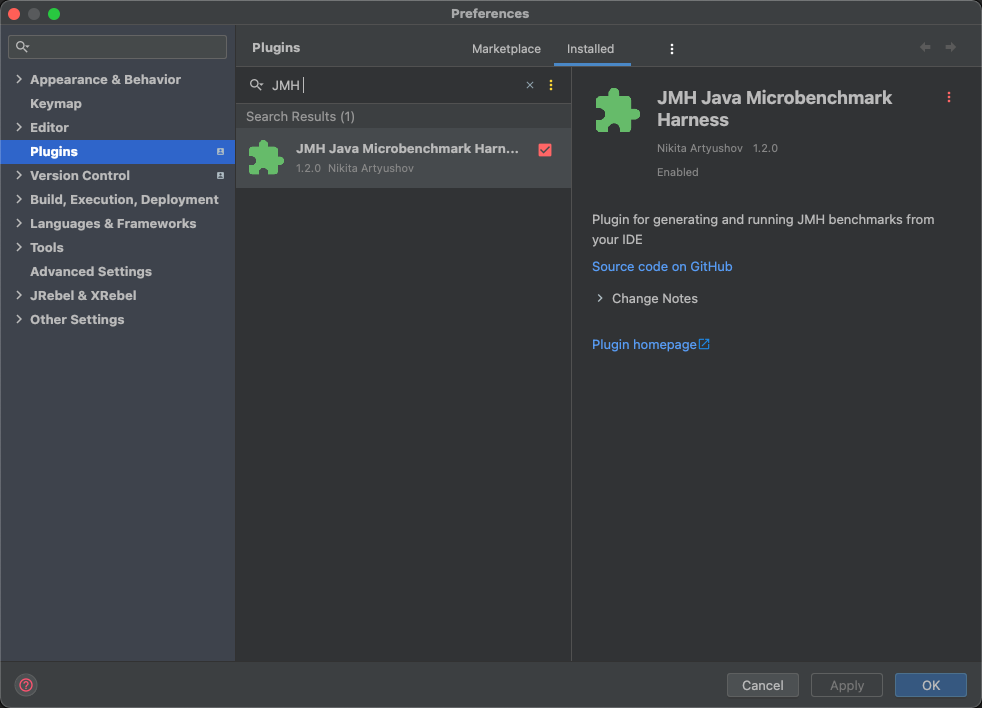 Preferences
Appearance & Behavior
Keymap
Editor
Plugins
Version Control
Build, Execution, Deployment
Languages & Frameworks
Tools
Advanced Settings
JRebel & XRebel
Other Settings
Plugins
Marketplace
Installed
JMH
Search Results (1)
JMH Java Microbenchmark Harn...
1.2.0 Nikita Artyushov
JMH Java Microbenchmark
Harness
Nikita Artyushov 1.2.0
Enabled
Plugin for generating and running JMH benchmarks from
your IDE
Source code on GitHub
Change Notes
Plugin homepage
?
Cancel
Apply
OK